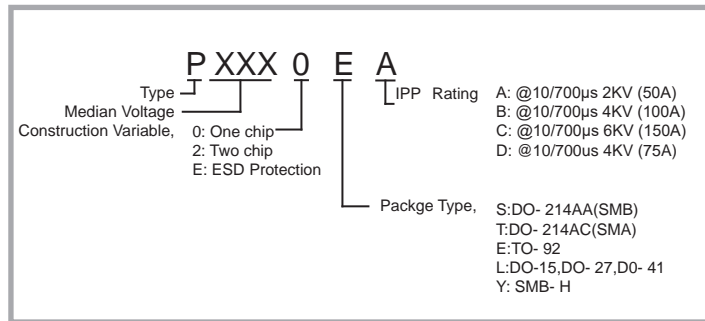 P XXX 0 E A
Type
Median Voltage
Construction Variable, 0: One chip
2: Two chip
E: ESD Protection
IPP Rating A: @10/700µs 2KV (50A)
B: @10/700µs 4KV (100A)
C: @10/700µs 6KV (150A)
D: @10/700us 4KV (75A)
Packge Type, S:DO- 214AA(SMB)
T:DO- 214AC(SMA)
E:TO- 92
L:DO-15,DO- 27,D0- 41
Y: SMB- H